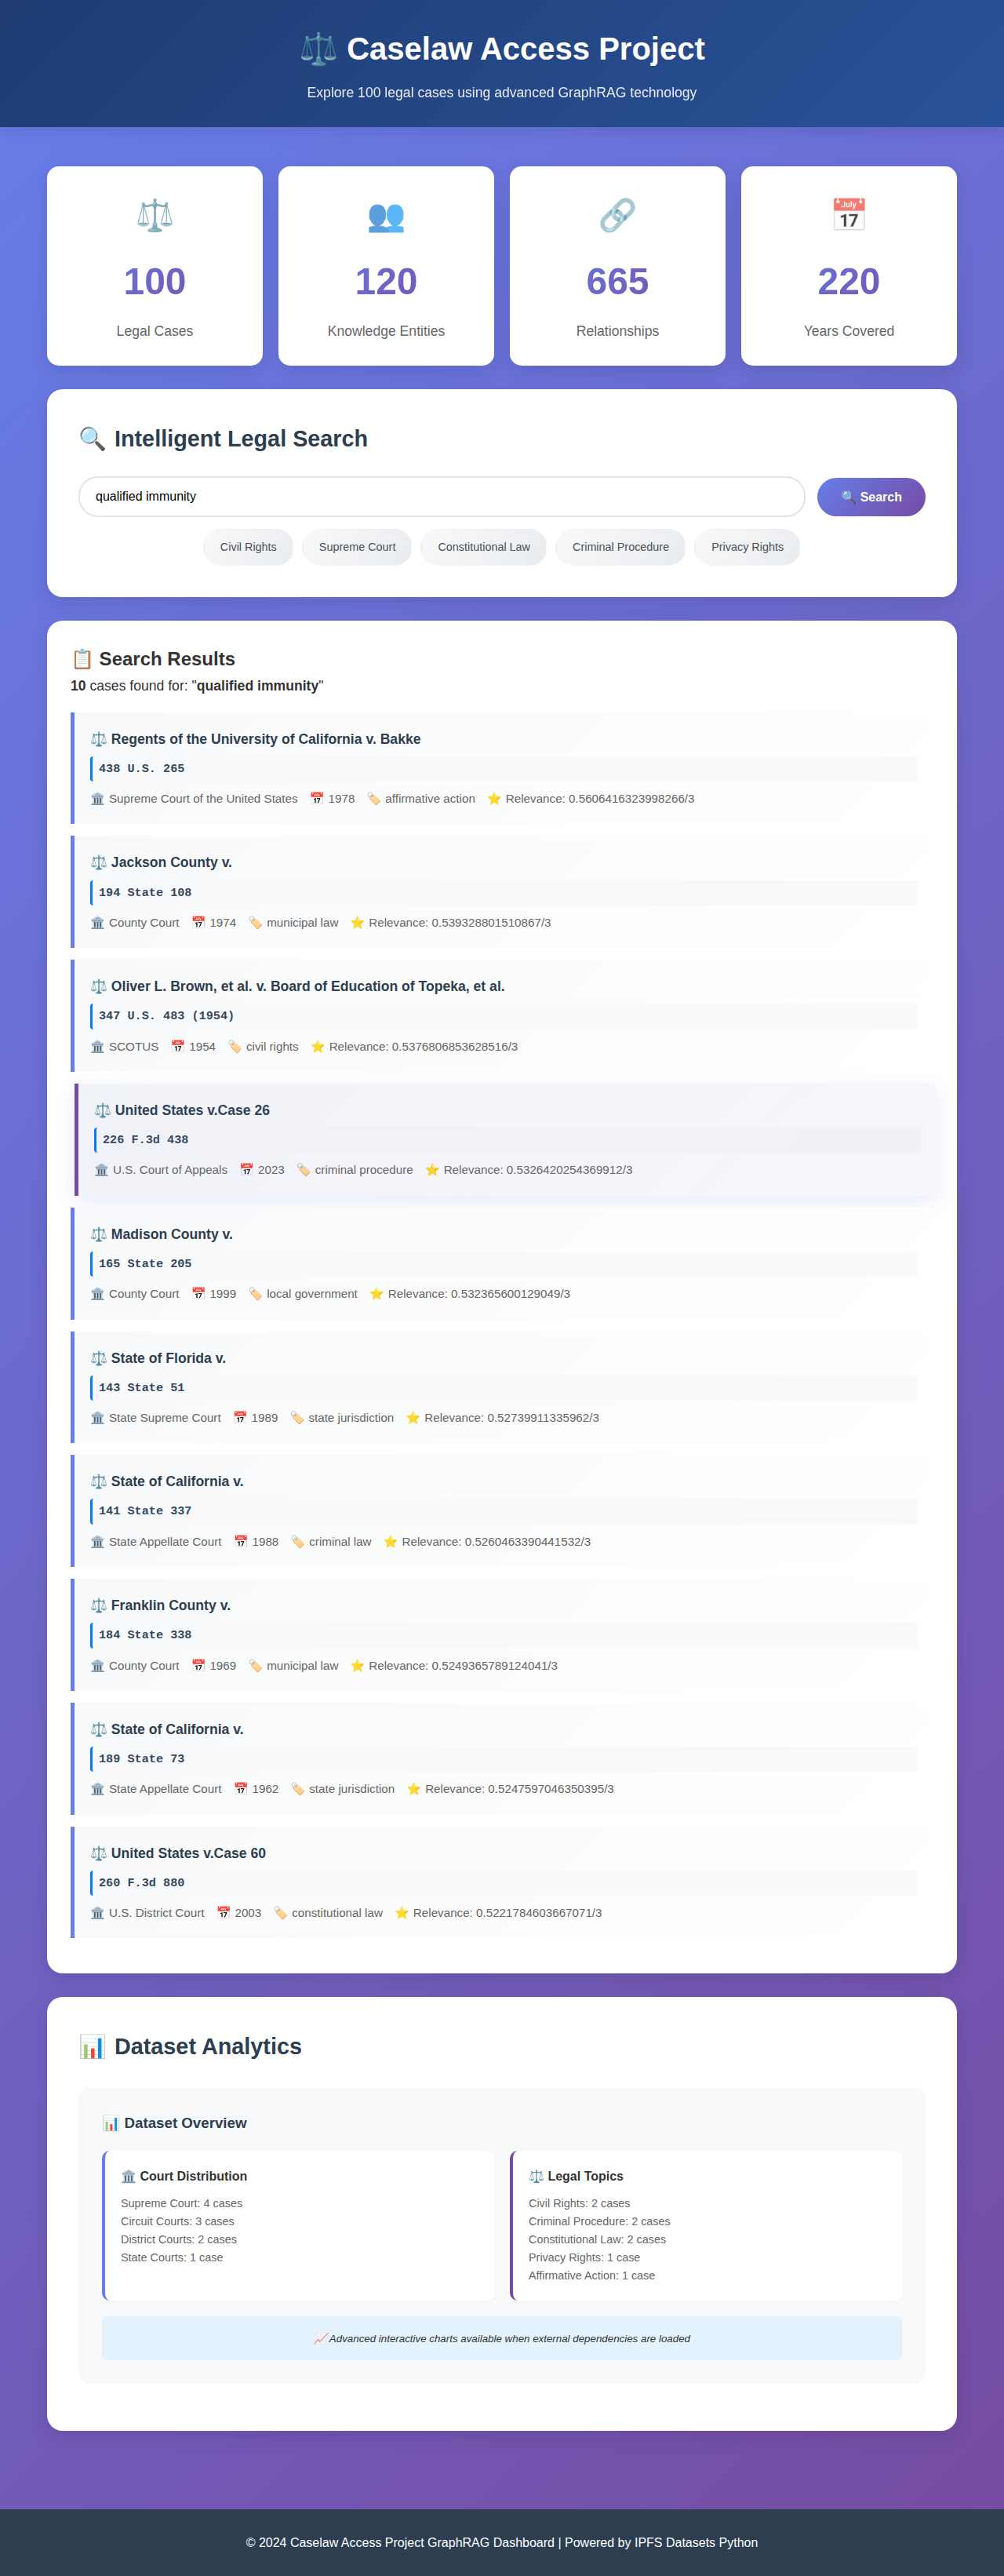 ⚖️ Caselaw Access Project
Explore 100 legal cases using advanced GraphRAG technology
⚖️ 👥 🔗 📅
100 120 665 220
Legal Cases Knowledge Entities Relationships Years Covered
🔍 Intelligent Legal Search
qualified immunity 🔍 Search
Civil Rights Supreme Court Constitutional Law Criminal Procedure Privacy Rights
📋 Search Results
10 cases found for: "qualified immunity"
⚖️ Regents of the University of California v. Bakke
438 U.S. 265
🏛️ Supreme Court of the United States 📅 1978 🏷️ affirmative action ⭐ Relevance: 0.5606416323998266/3
⚖️ Jackson County v.
194 State 108
🏛️ County Court 📅 1974 🏷️ municipal law ⭐ Relevance: 0.539328801510867/3
⚖️ Oliver L. Brown, et al. v. Board of Education of Topeka, et al.
347 U.S. 483 (1954)
🏛️ SCOTUS 📅 1954 🏷️ civil rights ⭐ Relevance: 0.5376806853628516/3
⚖️ United States v.Case 26
226 F.3d 438
🏛️ U.S. Court of Appeals 📅 2023 🏷️ criminal procedure ⭐ Relevance: 0.5326420254369912/3
⚖️ Madison County v.
165 State 205
🏛️ County Court 📅 1999 🏷️ local government ⭐ Relevance: 0.532365600129049/3
⚖️ State of Florida v.
143 State 51
🏛️ State Supreme Court 📅 1989 🏷️ state jurisdiction ⭐ Relevance: 0.52739911335962/3
⚖️ State of California v.
141 State 337
🏛️ State Appellate Court 📅 1988 🏷️ criminal law ⭐ Relevance: 0.5260463390441532/3
⚖️ Franklin County v.
184 State 338
🏛️ County Court 📅 1969 🏷️ municipal law ⭐ Relevance: 0.5249365789124041/3
⚖️ State of California v.
189 State 73
🏛️ State Appellate Court 📅 1962 🏷️ state jurisdiction ⭐ Relevance: 0.5247597046350395/3
⚖️ United States v.Case 60
260 F.3d 880
🏛️ U.S. District Court 📅 2003 🏷️ constitutional law ⭐ Relevance: 0.5221784603667071/3
📊 Dataset Analytics
📊 Dataset Overview
🏛️ Court Distribution
Supreme Court: 4 cases
Circuit Courts: 3 cases
District Courts: 2 cases
State Courts: 1 case
⚖️ Legal Topics
Civil Rights: 2 cases
Criminal Procedure: 2 cases
Constitutional Law: 2 cases
Privacy Rights: 1 case
Affirmative Action: 1 case
📈 Advanced interactive charts available when external dependencies are loaded
© 2024 Caselaw Access Project GraphRAG Dashboard | Powered by IPFS Datasets Python